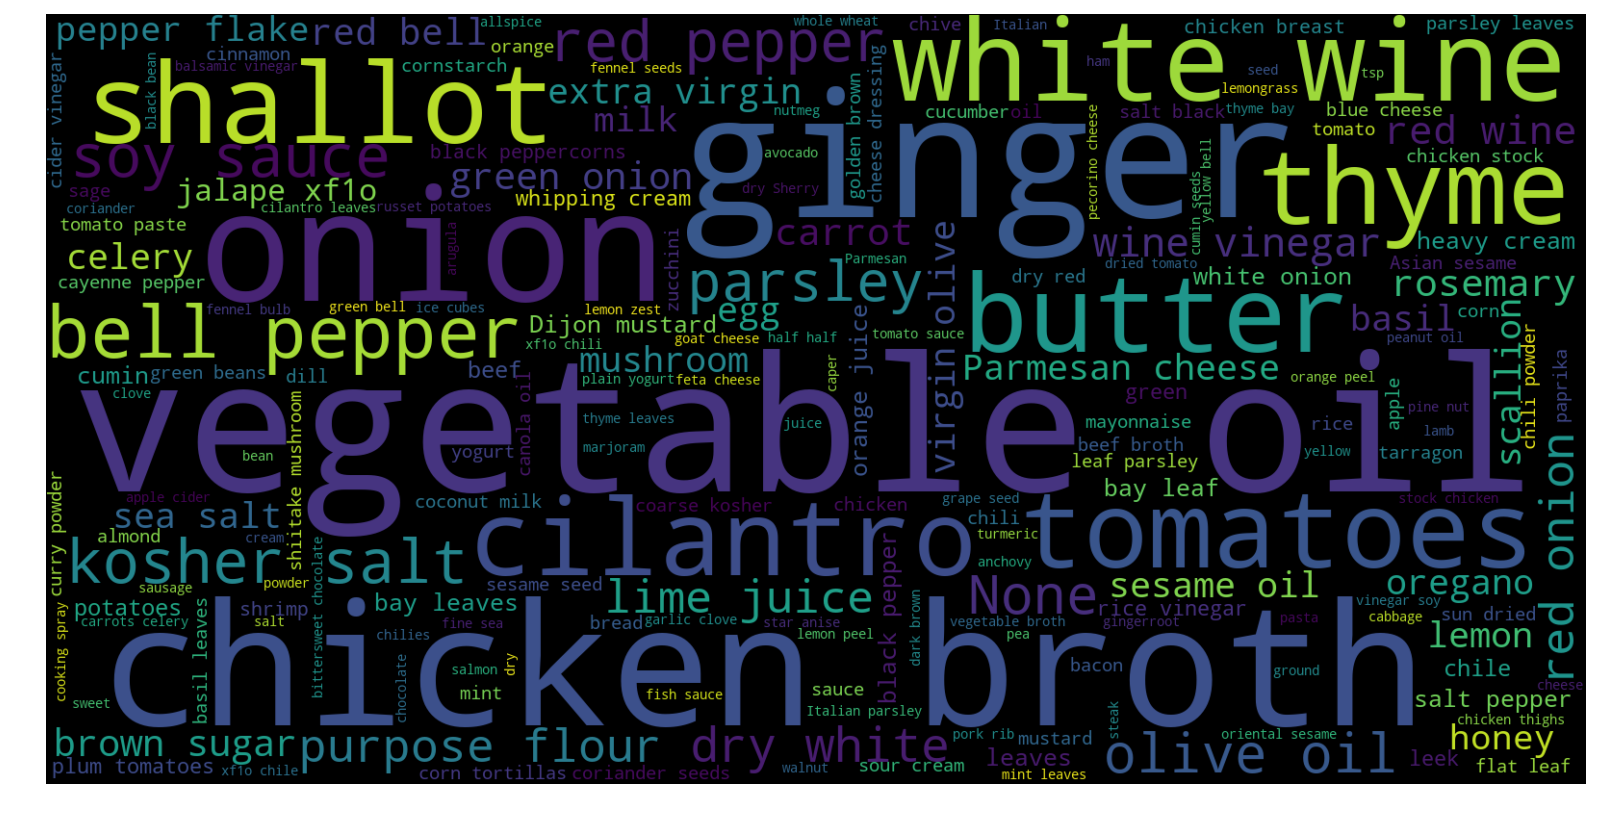 pepper flake
red bell
allspice
orange
red pepper
whole wheat
chive
Italian
chicken breast
parsley leaves
cinnamon
balsamic vinegar
black bean
cornstarch
fennel seeds
white wine
ham
seed
tsp
lemongrass
cider vinegar
shallot
extra virgin
milk
nutmeg
golden brown
cheese dressing
cucumber
oil
salt black
thyme bay
blue cheese
tomato
red wine
soy sauce
black peppercorns
avocado
ginger
pecorino cheese
chicken stock
sage
jalape xf1o
green onion
dry Sherry
cumin seeds
yellow bell
thyme
coriander
cilantro leaves
russet potatoes
whipping cream
tomato paste
onion
arugula
zucchini
carrot
wine vinegar
heavy cream
celery
Parmesan
dried tomato
Asian sesame
cayenne pepper
parsley
virgin olive
dry red
white onion
rosemary
fennel bulb
green bell
ice cubes
lemon zest
egg
butter
basil
corn
bell pepper
Dijon mustard
xf1o chili
goat cheese
half half
orange juice
tomato sauce
peanut oil
scallion
chili powder
paprika
cumin
green beans
dill
beef
mushroom
Parmesan cheese
orange peel
clove
plain yogurt
feta cheese
caper
green
apple
pine nut
vegetable oil
canola oil
thyme leaves
juice
mayonnaise
rice
lamb
shiitake mushroom
bean
yogurt
marjoram
beef broth
yellow
tarragon
leaf parsley
curry powder
apple cider
coconut milk
coarse kosher
chicken
grape seed
bay leaf
stock chicken
red onion
sea salt
cilantro
chili
tomatoes
almond
cream
turmeric
kosher salt
bittersweet chocolate
anchovy
sausage
powder
sesame seed
lime juice
black pepper
None
sesame oil
oregano
cooking spray
potatoes
basil leaves
shrimp
bay leaves
rice vinegar
vinegar soy
sun dried
carrots celery
salt
fine sea
bread
garlic clove
star anise
dark brown
vegetable broth
gingerroot
pasta
cabbage
chilies
lemon peel
pea
lemon
chicken broth
chocolate
salmon
dry
bacon
ground
chile
sweet
mint
fish sauce
sauce
salt pepper
cheese
Italian parsley
steak
chicken thighs
brown sugar
purpose flour
dry white
pork rib
mustard
oriental sesame
honey
plum tomatoes
xf1o chile
corn tortillas
coriander seeds
walnut
sour cream
leaves
mint leaves
olive oil
leek
flat leaf